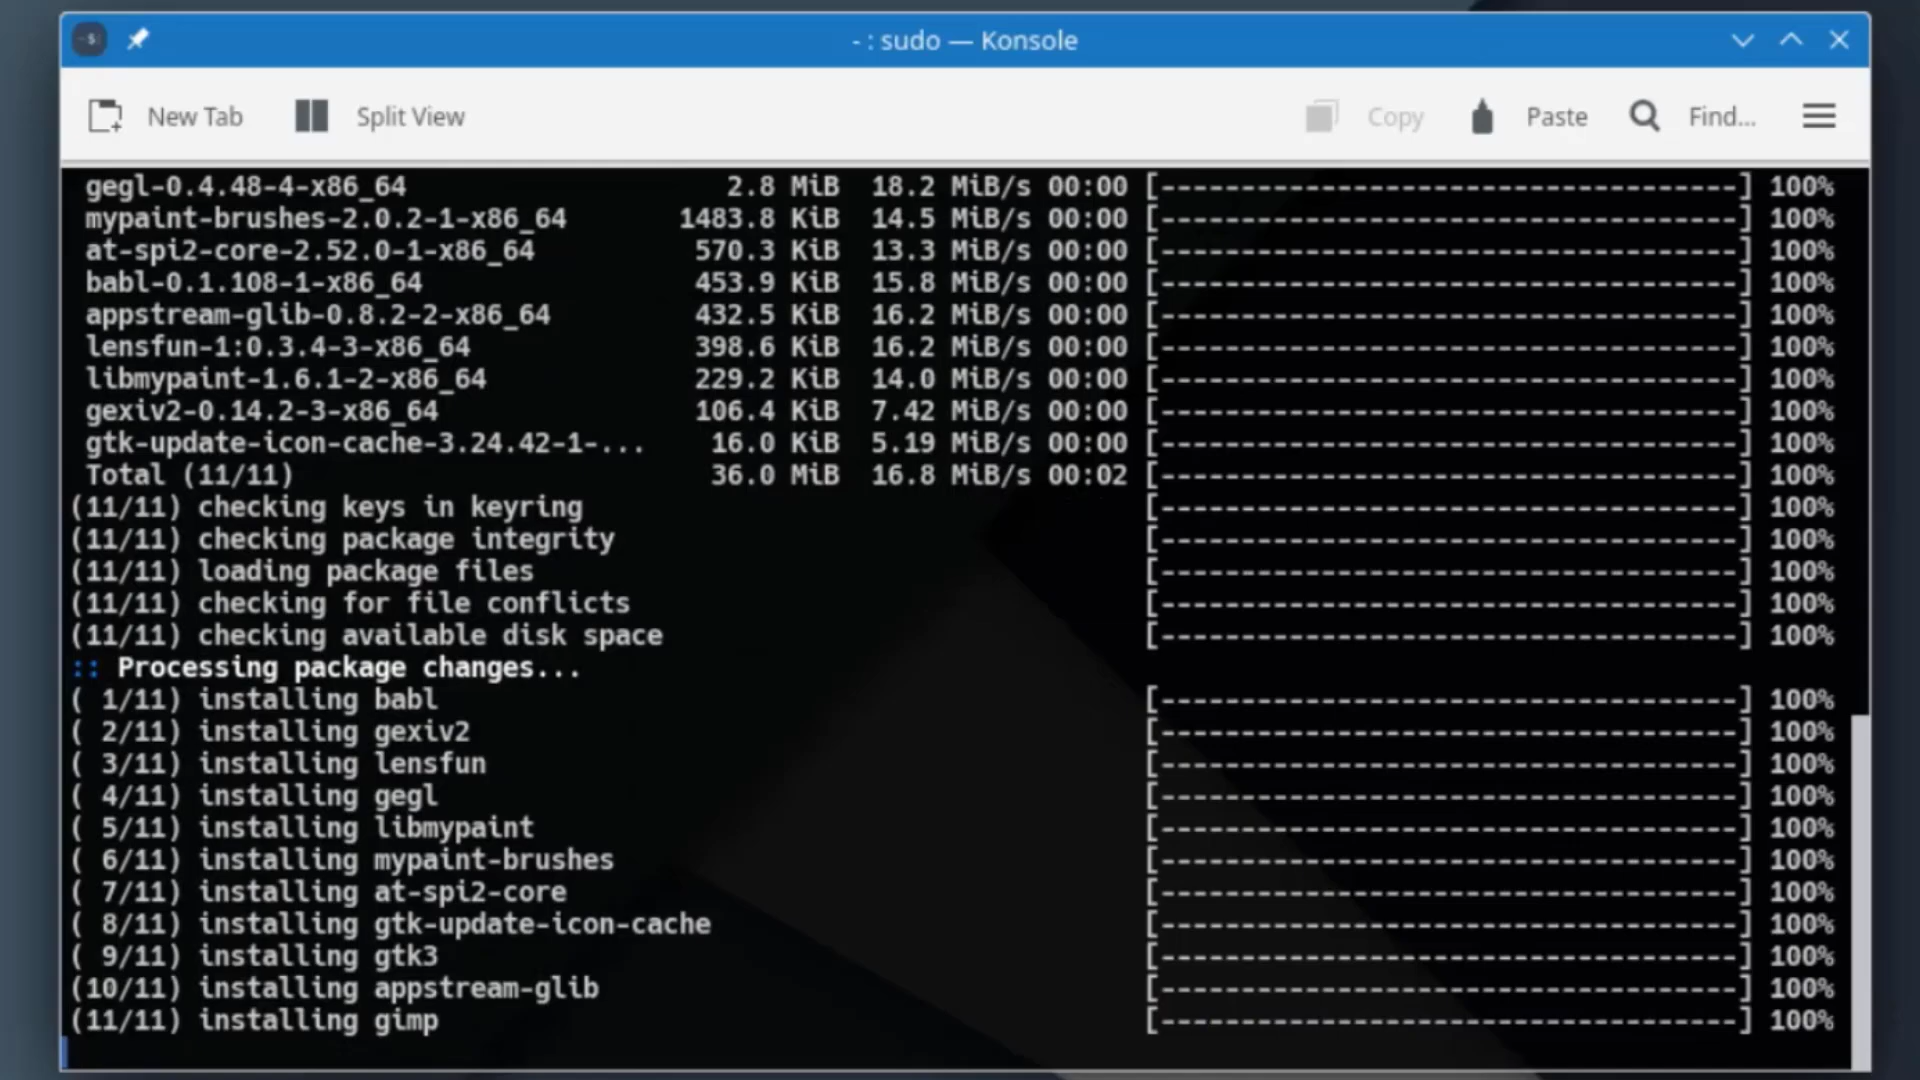 - : sudo — Konsole
New Tab Split View Copy Paste Find...
gegl-0.4.48-4-x86_64 2.8 MiB 18.2 MiB/s 00:00 [------------------------------------] 100%
mypaint-brushes-2.0.2-1-x86_64 1483.8 KiB 14.5 MiB/s 00:00 [------------------------------------] 100%
at-spi2-core-2.52.0-1-x86_64 570.3 KiB 13.3 MiB/s 00:00 [------------------------------------] 100%
babl-0.1.108-1-x86_64 453.9 KiB 15.8 MiB/s 00:00 [------------------------------------] 100%
appstream-glib-0.8.2-2-x86_64 432.5 KiB 16.2 MiB/s 00:00 [------------------------------------] 100%
lensfun-1:0.3.4-3-x86_64 398.6 KiB 16.2 MiB/s 00:00 [------------------------------------] 100%
libmypaint-1.6.1-2-x86_64 229.2 KiB 14.0 MiB/s 00:00 [------------------------------------] 100%
gexiv2-0.14.2-3-x86_64 106.4 KiB 7.42 MiB/s 00:00 [------------------------------------] 100%
gtk-update-icon-cache-3.24.42-1-... 16.0 KiB 5.19 MiB/s 00:00 [------------------------------------] 100%
Total (11/11) 36.0 MiB 16.8 MiB/s 00:02 [------------------------------------] 100%
(11/11) checking keys in keyring [------------------------------------] 100%
(11/11) checking package integrity [------------------------------------] 100%
(11/11) loading package files [------------------------------------] 100%
(11/11) checking for file conflicts [------------------------------------] 100%
(11/11) checking available disk space [------------------------------------] 100%
:: Processing package changes...
( 1/11) installing babl [------------------------------------] 100%
( 2/11) installing gexiv2 [------------------------------------] 100%
( 3/11) installing lensfun [------------------------------------] 100%
( 4/11) installing gegl [------------------------------------] 100%
( 5/11) installing libmypaint [------------------------------------] 100%
( 6/11) installing mypaint-brushes [------------------------------------] 100%
( 7/11) installing at-spi2-core [------------------------------------] 100%
( 8/11) installing gtk-update-icon-cache [------------------------------------] 100%
( 9/11) installing gtk3 [------------------------------------] 100%
(10/11) installing appstream-glib [------------------------------------] 100%
(11/11) installing gimp [------------------------------------] 100%